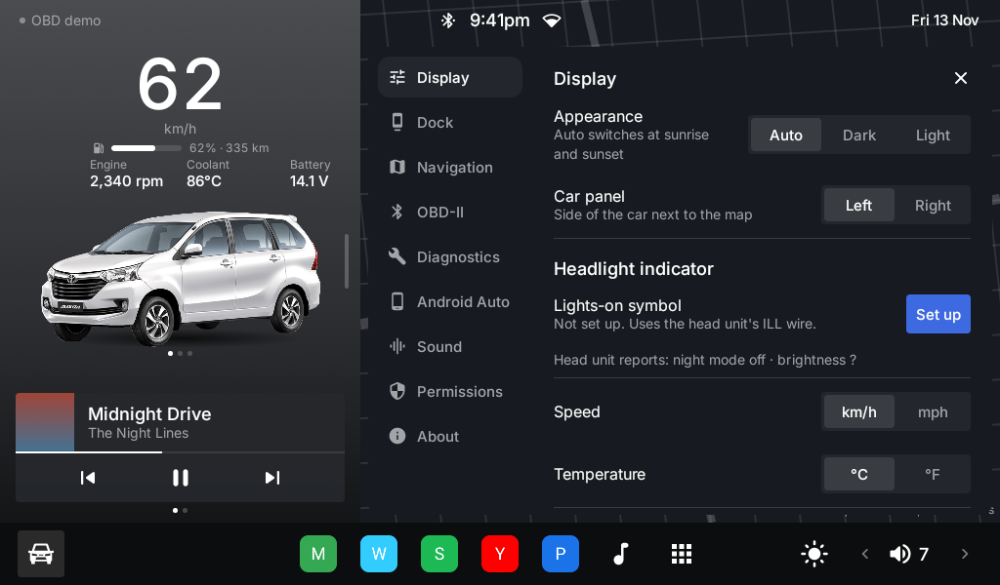 OBD demo
9:41pm
Fri 13 Nov
62
km/h
62% · 335 km
Engine
2,340 rpm
Coolant
86°C
Battery
14.1 V
Midnight Drive
The Night Lines
Display
Dock
Navigation
OBD-II
Diagnostics
Android Auto
Sound
Permissions
About
Display
Appearance
Auto switches at sunrise
and sunset
Auto
Dark
Light
Car panel
Side of the car next to the map
Left
Right
Headlight indicator
Lights-on symbol
Not set up. Uses the head unit's ILL wire.
Set up
Head unit reports: night mode off · brightness ?
Speed
km/h
mph
Temperature
°C
°F
M
W
S
Y
P
7